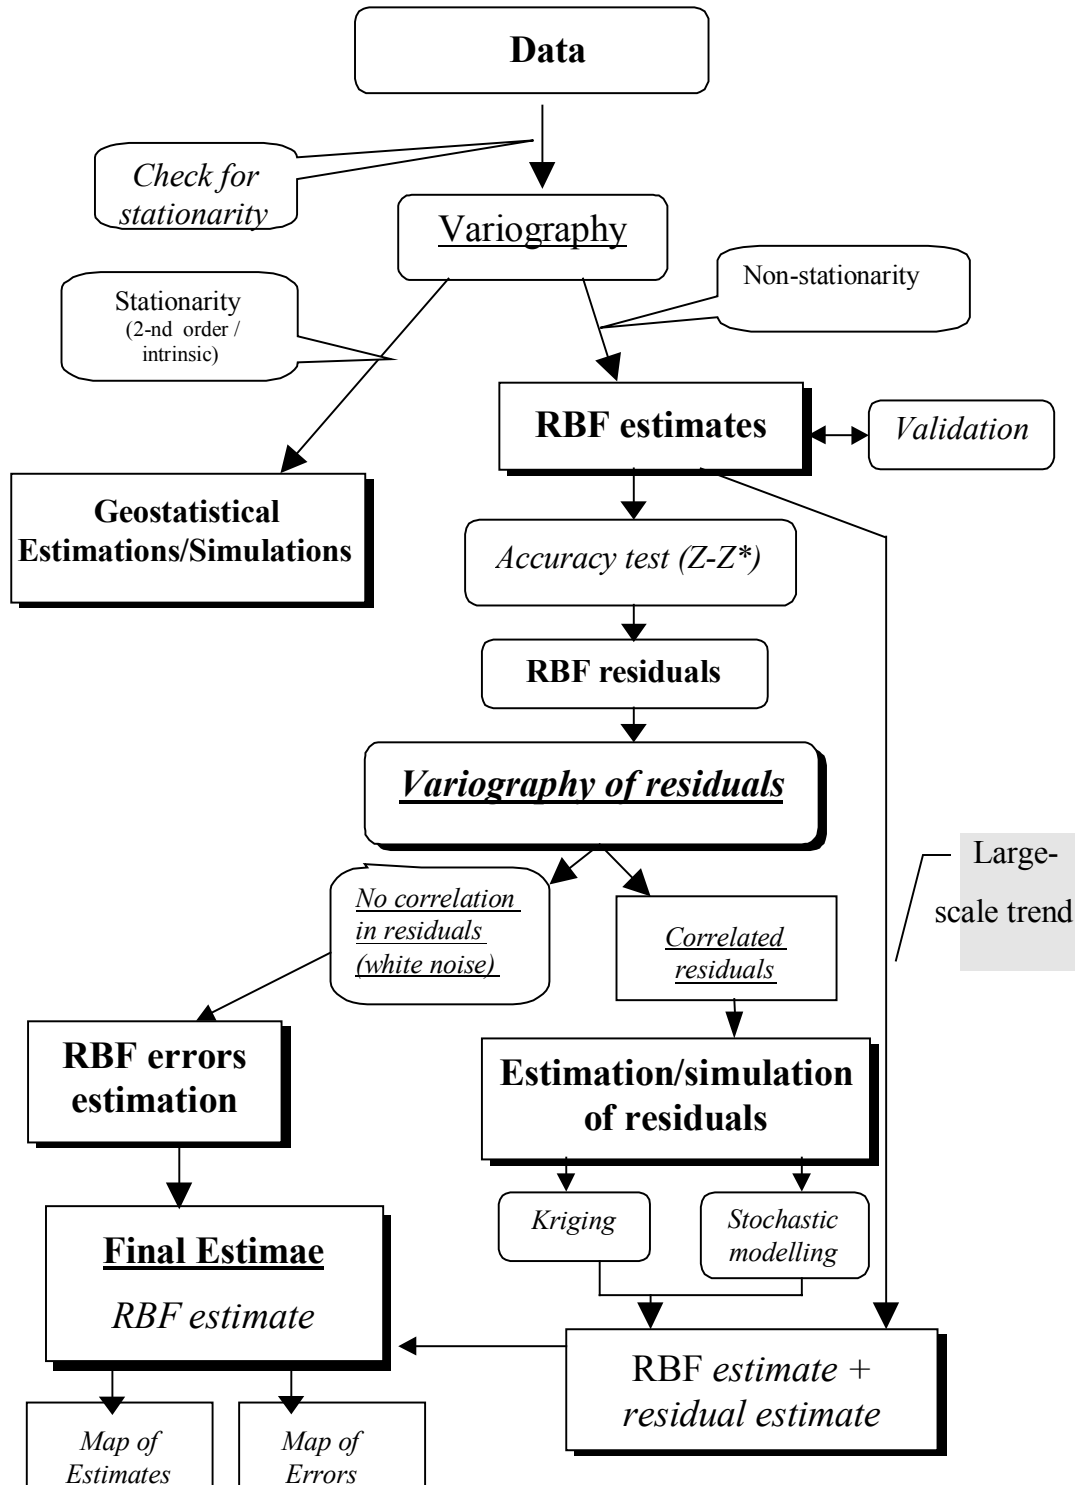 Data
Check for
stationarity
Variography
Stationarity
(2-nd order /
intrinsic)
Non-stationarity
RBF estimates
Validation
Geostatistical
Estimations/Simulations
Accuracy test (Z-Z*)
RBF residuals
Variography of residuals
Large-
scale trend
No correlation
in residuals
(white noise)
Correlated
residuals
RBF errors
estimation
Estimation/simulation
of residuals
Kriging
Stochastic
modelling
Final Estimae
RBF estimate
RBF estimate +
residual estimate
Map of
Estimates
Map of
Errors